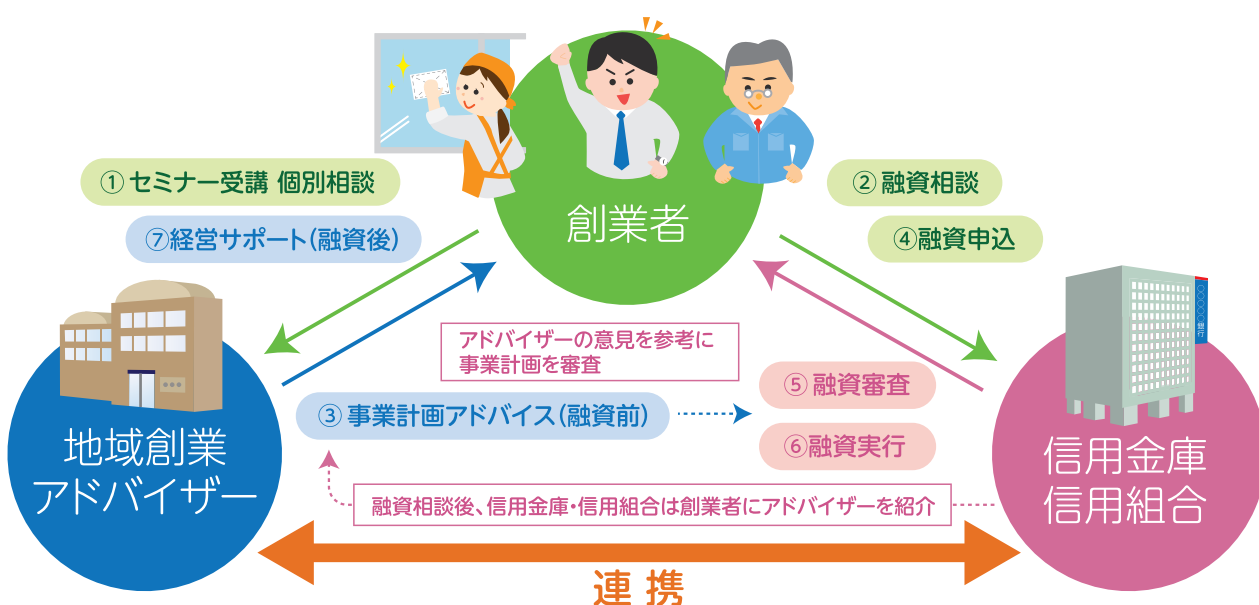 ① セミナー受講 個別相談
⑦経営サポート(融資後)
創業者
② 融資相談
④融資申込
銀行
アドバイザーの意見を参考に
事業計画を審査
③ 事業計画アドバイス(融資前)
⑤ 融資審査
⑥融資実行
地域創業
アドバイザー
信用金庫
信用組合
融資相談後、信用金庫・信用組合は創業者にアドバイザーを紹介
連携